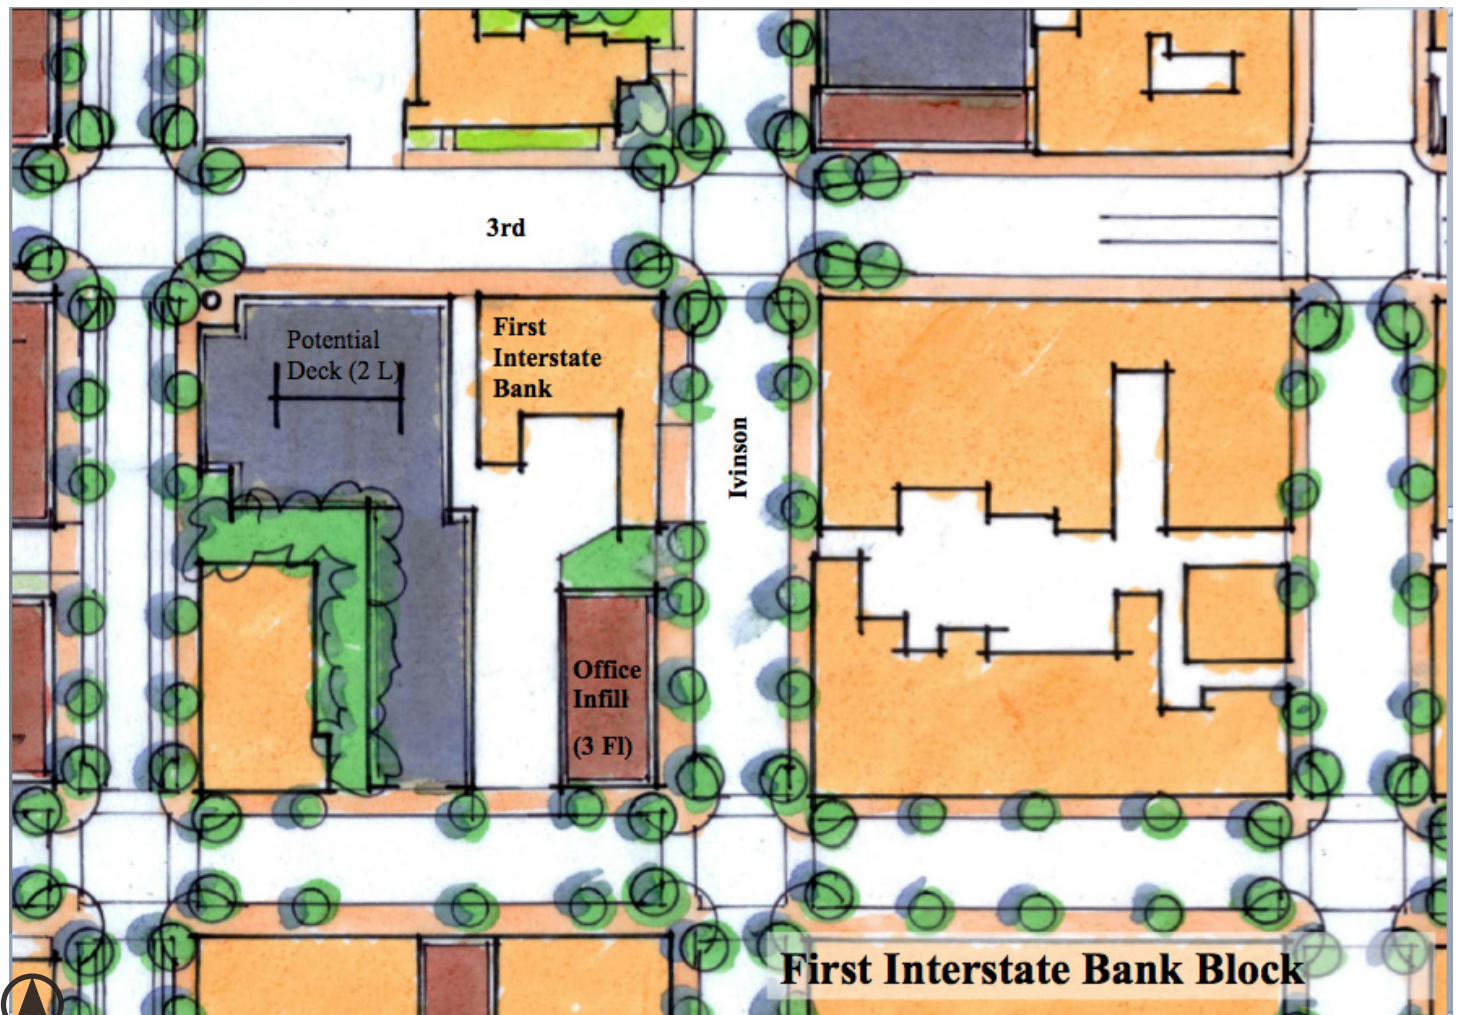 3rd
Potential
Deck (2 L)
First
Interstate
Bank
Ivinson
Office
Infill
(3 Fl)
First Interstate Bank Block